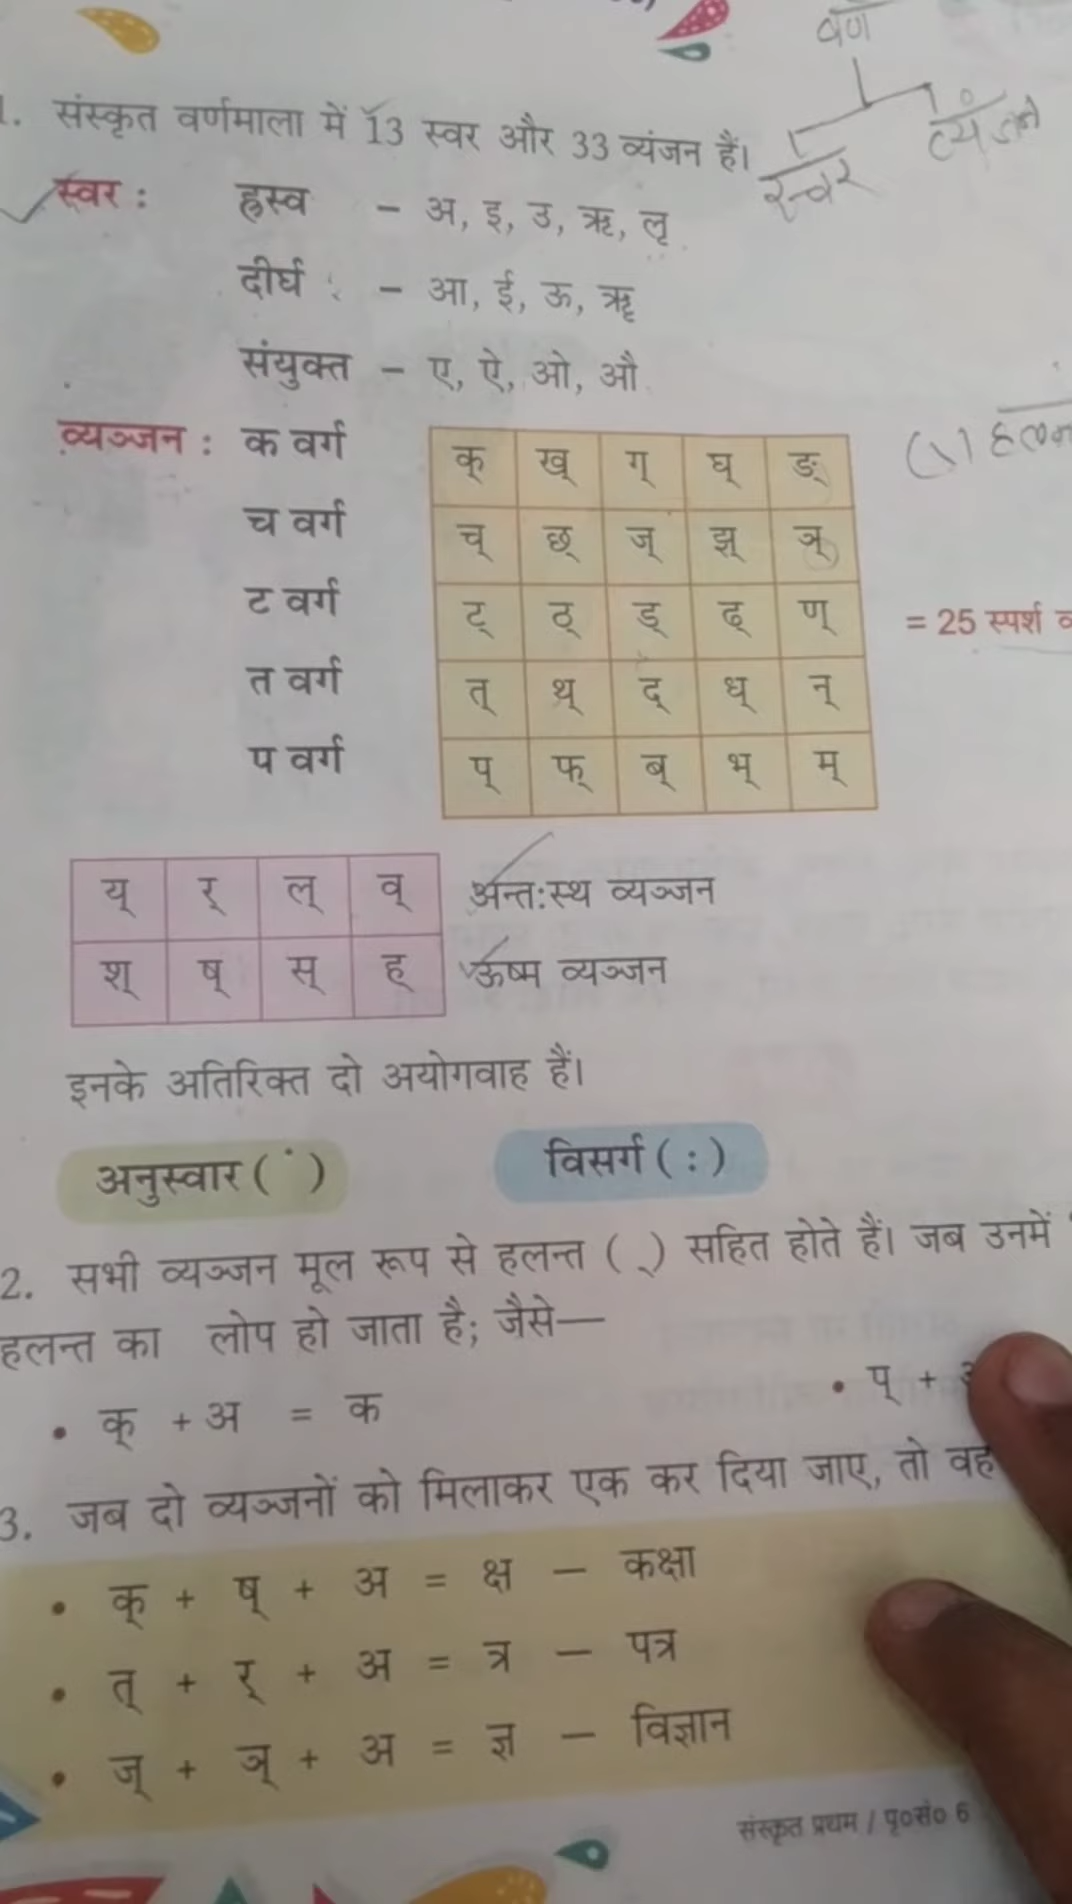 वर्ण
स्वर
व्यंजन
1. संस्कृत वर्णमाला में 13 स्वर और 33 व्यंजन हैं।
स्वर : ह्रस्व – अ, इ, उ, ऋ, लृ
दीर्घ : – आ, ई, ऊ, ॠ
संयुक्त – ए, ऐ, ओ, औ
व्यञ्जन : क वर्ग क् ख् ग् घ् ङ्
च वर्ग च् छ् ज् झ् ञ्
ट वर्ग ट् ठ् ड् ढ् ण्
= 25 स्पर्श
त वर्ग त् थ् द् ध् न्
प वर्ग प् फ् ब् भ् म्
य् र् ल् व् अन्तःस्थ व्यञ्जन
श् ष् स् ह् ऊष्म व्यञ्जन
इनके अतिरिक्त दो अयोगवाह हैं।
अनुस्वार ( ं ) विसर्ग ( : )
2. सभी व्यञ्जन मूल रूप से हलन्त ( ्) सहित होते हैं। जब उनमें
हलन्त का लोप हो जाता है; जैसे—
• क् + अ = क • प् +
3. जब दो व्यञ्जनों को मिलाकर एक कर दिया जाए, तो वह
• क् + ष् + अ = क्ष – कक्षा
• त् + र् + अ = त्र – पत्र
• ज् + ञ् + अ = ज्ञ – विज्ञान
संस्कृत प्रथम / पृ०सं० 6